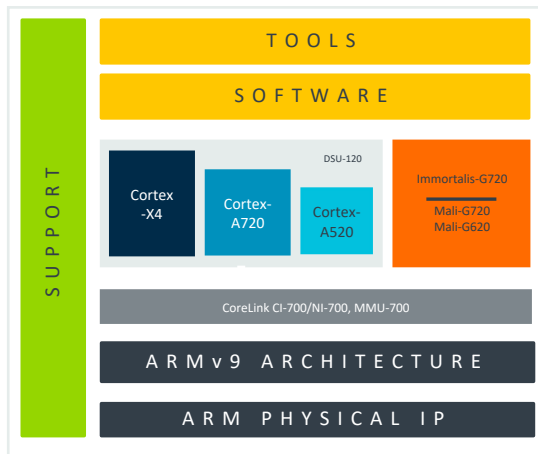 SUPPORT
TOOLS
SOFTWARE
DSU-120
Cortex
-X4
Cortex-
A720
Cortex-
A520
Immortalis-G720
Mali-G720
Mali-G620
CoreLink CI-700/NI-700, MMU-700
ARMv9 ARCHITECTURE
ARM PHYSICAL IP